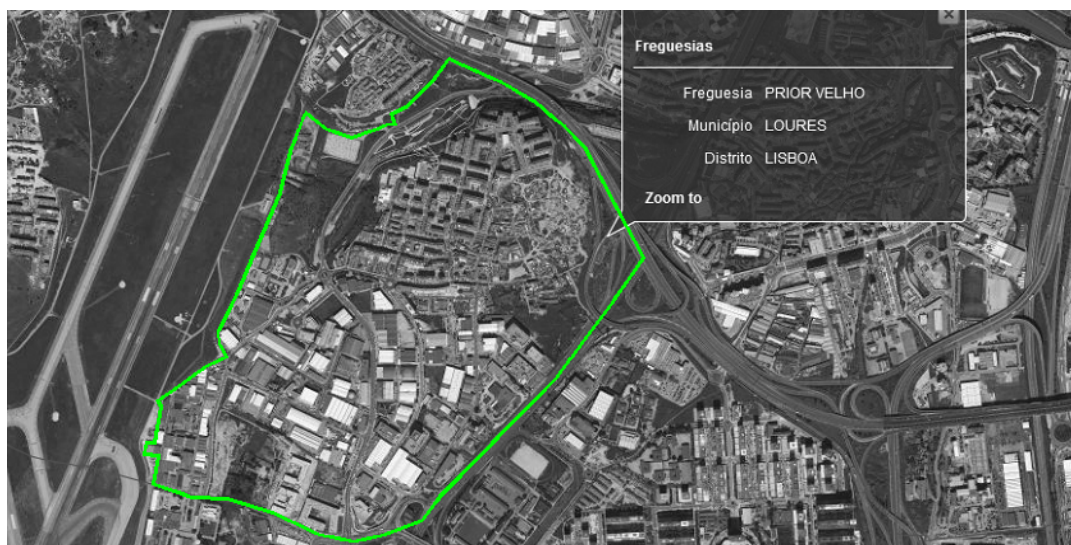 Freguesias
Freguesia PRIOR VELHO
Município LOURES
Distrito LISBOA
Zoom to